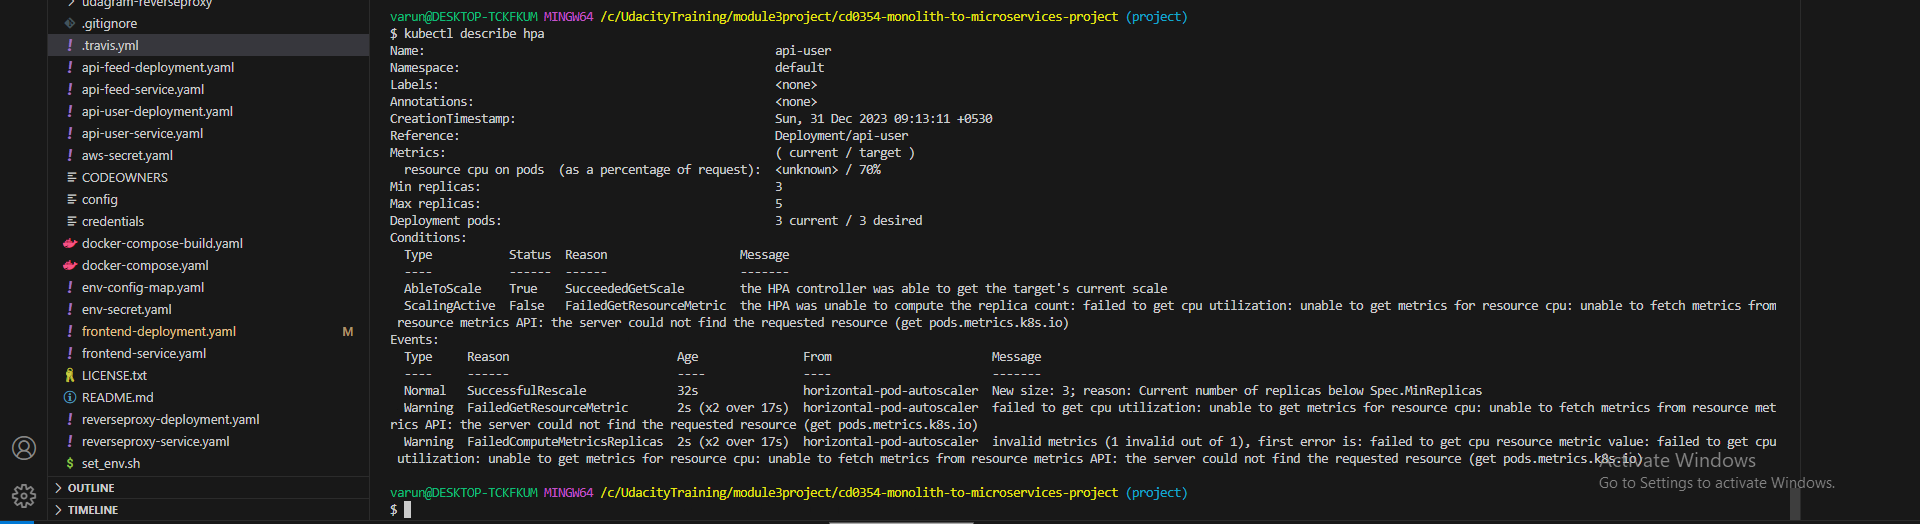 udagram-reverseproxy
.gitignore
! .travis.yml
! api-feed-deployment.yaml
! api-feed-service.yaml
! api-user-deployment.yaml
! api-user-service.yaml
! aws-secret.yaml
CODEOWNERS
config
credentials
docker-compose-build.yaml
docker-compose.yaml
! env-config-map.yaml
! env-secret.yaml
! frontend-deployment.yaml M
! frontend-service.yaml
LICENSE.txt
README.md
! reverseproxy-deployment.yaml
! reverseproxy-service.yaml
$ set_env.sh
OUTLINE
TIMELINE
varun@DESKTOP-TCKFKUM MINGW64 /c/UdacityTraining/module3project/cd0354-monolith-to-microservices-project (project)
$ kubectl describe hpa
Name: api-user
Namespace: default
Labels: <none>
Annotations: <none>
CreationTimestamp: Sun, 31 Dec 2023 09:13:11 +0530
Reference: Deployment/api-user
Metrics: ( current / target )
resource cpu on pods (as a percentage of request): <unknown> / 70%
Min replicas: 3
Max replicas: 5
Deployment pods: 3 current / 3 desired
Conditions:
Type Status Reason Message
---- ------ ------ -------
AbleToScale True SucceededGetScale the HPA controller was able to get the target's current scale
ScalingActive False FailedGetResourceMetric the HPA was unable to compute the replica count: failed to get cpu utilization: unable to get metrics for resource cpu: unable to fetch metrics from
resource metrics API: the server could not find the requested resource (get pods.metrics.k8s.io)
Events:
Type Reason Age From Message
---- ------ ---- ---- -------
Normal SuccessfulRescale 32s horizontal-pod-autoscaler New size: 3; reason: Current number of replicas below Spec.MinReplicas
Warning FailedGetResourceMetric 2s (x2 over 17s) horizontal-pod-autoscaler failed to get cpu utilization: unable to get metrics for resource cpu: unable to fetch metrics from resource met
rics API: the server could not find the requested resource (get pods.metrics.k8s.io)
Warning FailedComputeMetricsReplicas 2s (x2 over 17s) horizontal-pod-autoscaler invalid metrics (1 invalid out of 1), first error is: failed to get cpu resource metric value: failed to get cpu
utilization: unable to get metrics for resource cpu: unable to fetch metrics from resource metrics API: the server could not find the requested resource (get pods.metrics.k8s.io)
varun@DESKTOP-TCKFKUM MINGW64 /c/UdacityTraining/module3project/cd0354-monolith-to-microservices-project (project)
$
Activate Windows
Go to Settings to activate Windows.